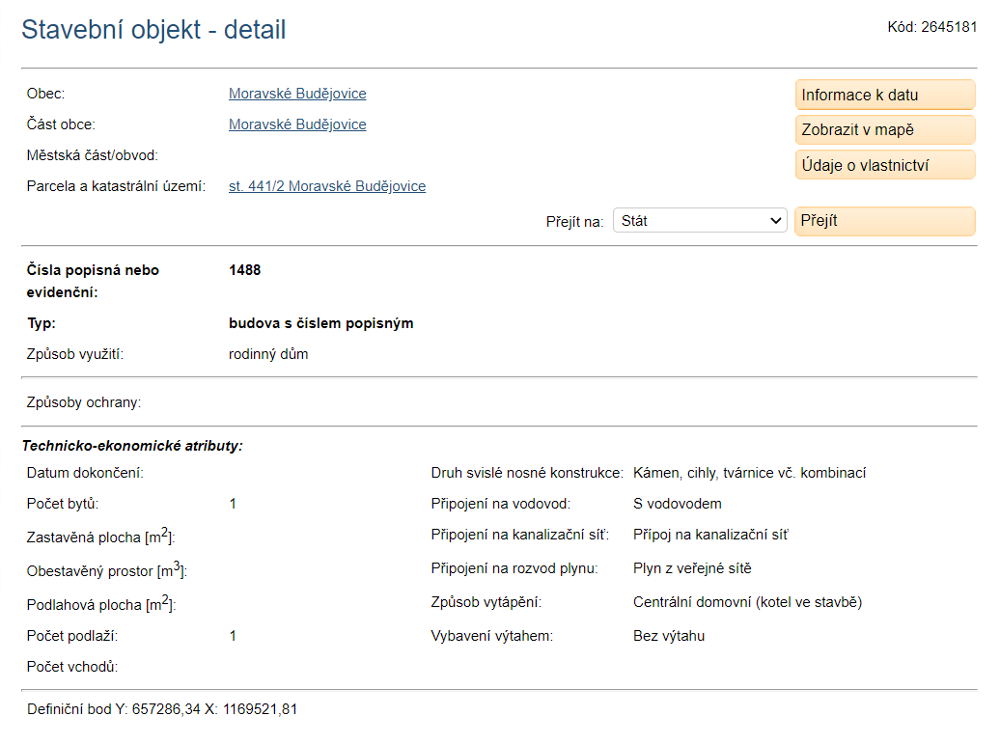 Stavební objekt - detail
Kód: 2645181
Obec: Moravské Budějovice
Informace k datu
Část obce: Moravské Budějovice
Zobrazit v mapě
Městská část/obvod:
Údaje o vlastnictví
Parcela a katastrální území: st. 441/2 Moravské Budějovice
Přejít na: Stát Přejít
Čísla popisná nebo evidenční: 1488
Typ: budova s číslem popisným
Způsob využití: rodinný dům
Způsoby ochrany:
Technicko-ekonomické atributy:
Datum dokončení: Druh svislé nosné konstrukce: Kámen, cihly, tvárnice vč. kombinací
Počet bytů: 1 Připojení na vodovod: S vodovodem
Zastavěná plocha [m²]: Připojení na kanalizační síť: Přípoj na kanalizační síť
Obestavěný prostor [m³]: Připojení na rozvod plynu: Plyn z veřejné sítě
Podlahová plocha [m²]: Způsob vytápění: Centrální domovní (kotel ve stavbě)
Počet podlaží: 1 Vybavení výtahem: Bez výtahu
Počet vchodů:
Definiční bod Y: 657286,34 X: 1169521,81